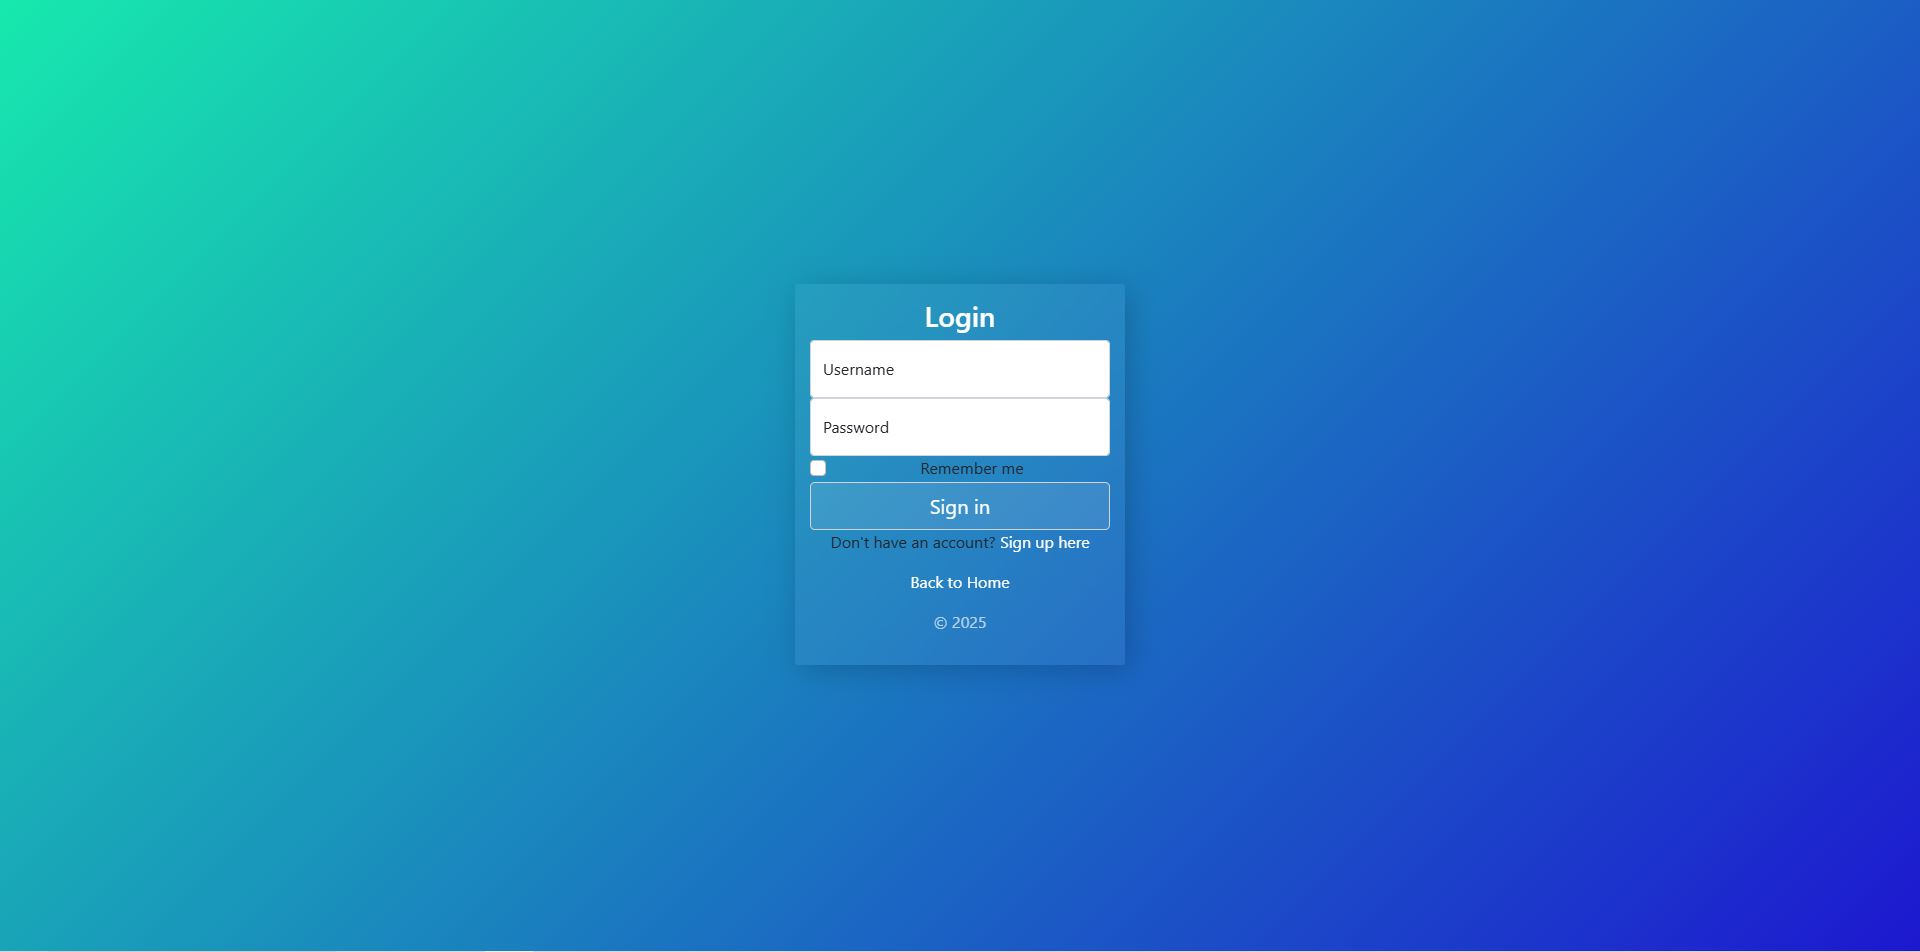 Login
Username
Password
Remember me
Sign in
Don't have an account? Sign up here
Back to Home
© 2025